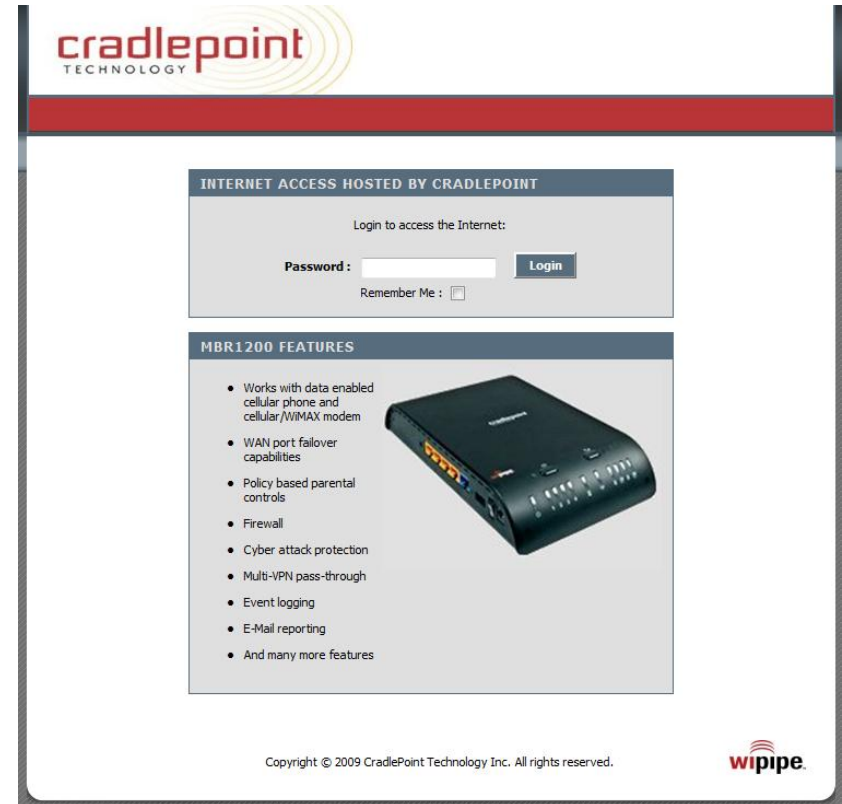 cradlepoint
TECHNOLOGY
INTERNET ACCESS HOSTED BY CRADLEPOINT
Login to access the Internet:
Password : Login
Remember Me :
MBR1200 FEATURES
Works with data enabled
cellular phone and
cellular/WiMAX modem
WAN port failover
capabilities
Policy based parental
controls
Firewall
Cyber attack protection
Multi-VPN pass-through
Event logging
E-Mail reporting
And many more features
cradlepoint
wipipe
Copyright © 2009 CradlePoint Technology Inc. All rights reserved.
wipipe